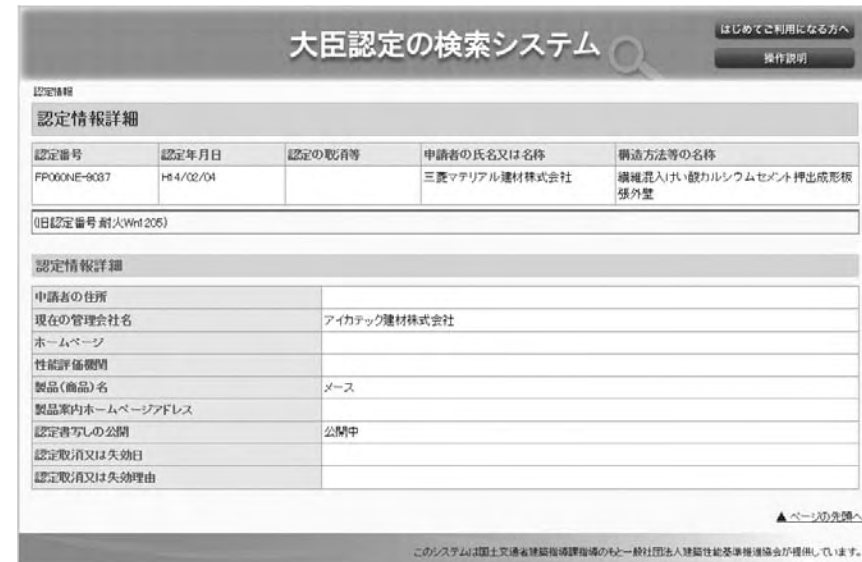 大臣認定の検索システム
はじめてご利用になる方へ
操作説明
認定情報
認定情報詳細
認定番号 認定年月日 認定の取消等 申請者の氏名又は名称 構造方法等の名称
FP060NE-9037 H14/02/04 三菱マテリアル建材株式会社 繊維混入けい酸カルシウムセメント押出成形板
張外壁
(旧認定番号 耐火Wn1205)
認定情報詳細
申請者の住所
現在の管理会社名 アイカテック建材株式会社
ホームページ
性能評価機関
製品(商品)名 メース
製品案内ホームページアドレス
認定書写しの公開 公開中
認定取消又は失効日
認定取消又は失効理由
▲ ページの先頭へ
このシステムは国土交通省建築指導課指導のもと一般社団法人建築性能基準推進協会が提供しています。